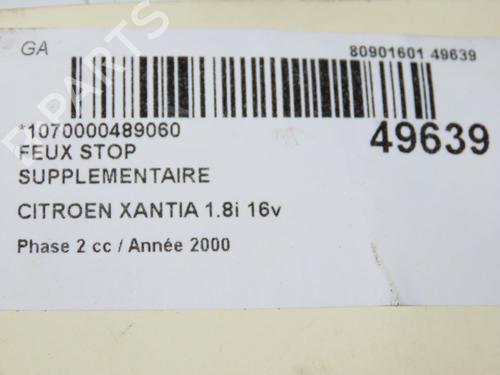 GA
80901601 49639
*1070000489060
49639
FEUX STOP
SUPPLEMENTAIRE
CITROEN XANTIA 1.8i 16v
Phase 2 cc / Année 2000